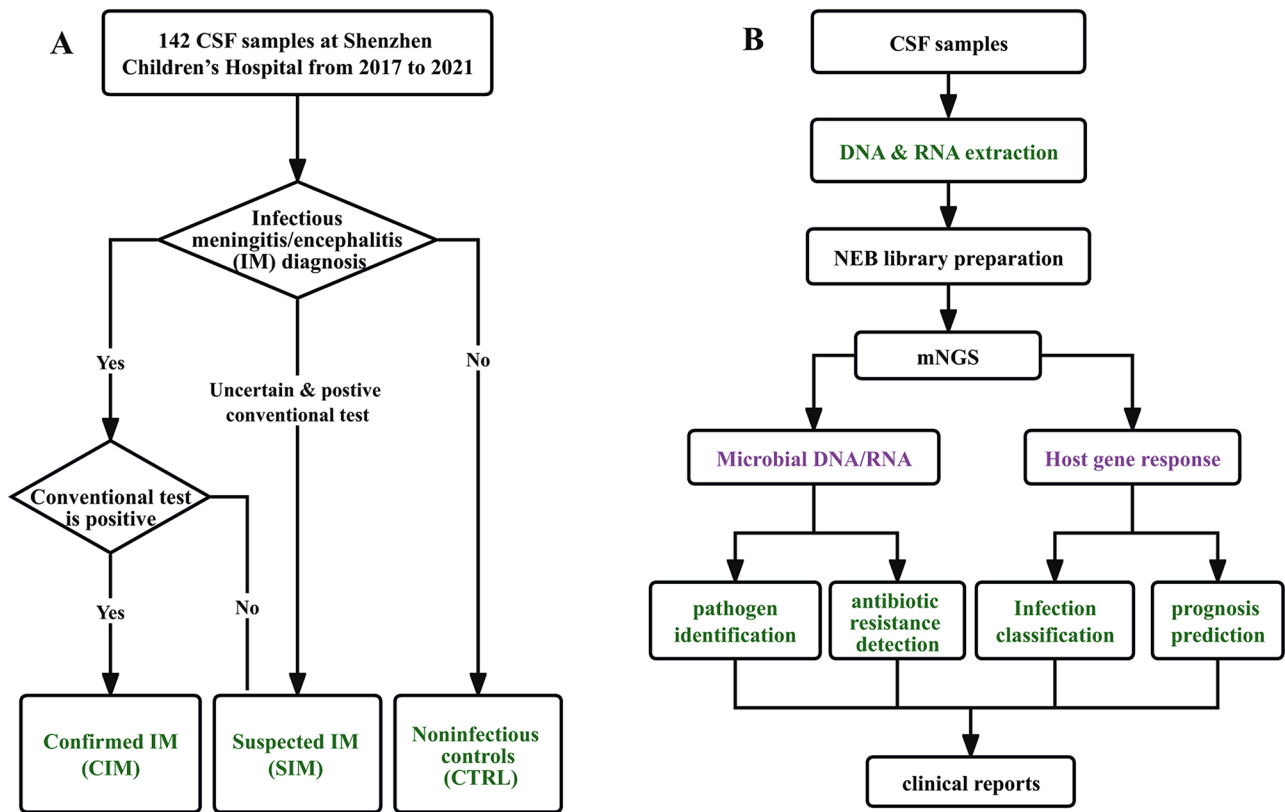 A
142 CSF samples at Shenzhen
Children's Hospital from 2017 to 2021
Infectious
meningitis/encephalitis
(IM) diagnosis
Yes
Uncertain & postive
conventional test
No
Conventional test
is positive
Yes
No
Confirmed IM
(CIM)
Suspected IM
(SIM)
Noninfectious
controls
(CTRL)
B
CSF samples
DNA & RNA extraction
NEB library preparation
mNGS
Microbial DNA/RNA
Host gene response
pathogen
identification
antibiotic
resistance
detection
Infection
classification
prognosis
prediction
clinical reports